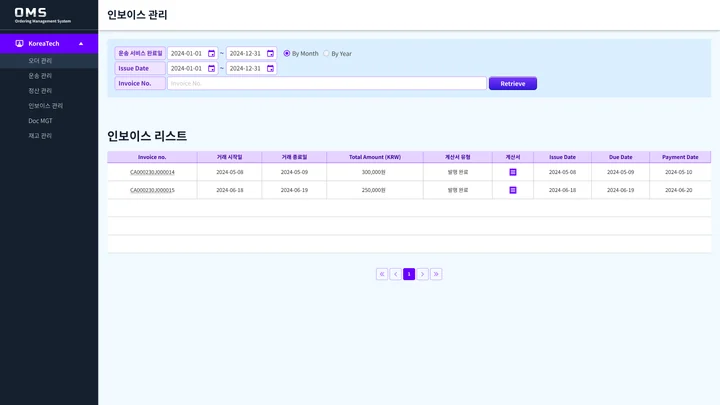 OMS
Ordering Management System
KoreaTech
오더 관리
운송 관리
정산 관리
인보이스 관리
Doc MGT
재고 관리
인보이스 관리
운송 서비스 완료일 2024-01-01 ~ 2024-12-31 By Month By Year
Issue Date 2024-01-01 ~ 2024-12-31
Invoice No. Invoice No. Retrieve
인보이스 리스트
Invoice no. 거래 시작일 거래 종료일 Total Amount (KRW) 계산서 유형 계산서 Issue Date Due Date Payment Date
CA000230J000014 2024-05-08 2024-05-09 300,000원 발행 완료 2024-05-08 2024-05-09 2024-05-10
CA000230J000015 2024-06-18 2024-06-19 250,000원 발행 완료 2024-06-18 2024-06-19 2024-06-20
« ‹ 1 › »